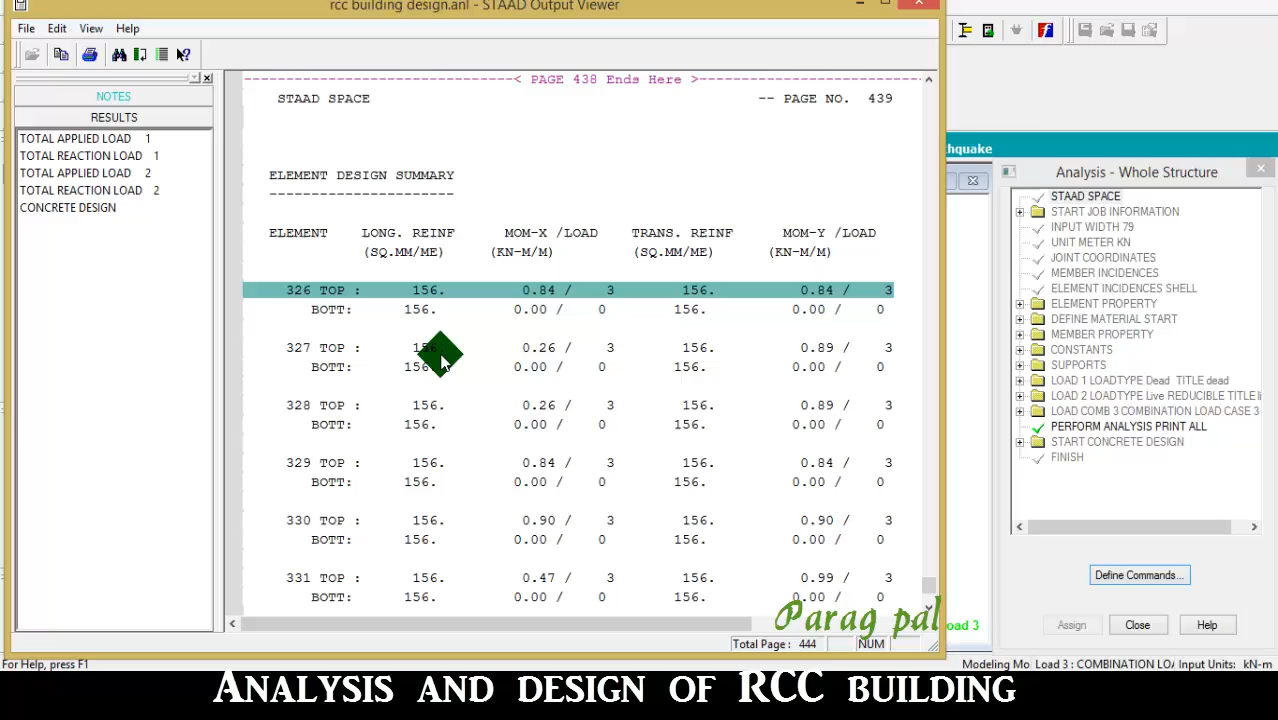 rcc building design.anl - STAAD Output Viewer
File Edit View Help
NOTES
RESULTS
TOTAL APPLIED LOAD 1
TOTAL REACTION LOAD 1
TOTAL APPLIED LOAD 2
TOTAL REACTION LOAD 2
CONCRETE DESIGN
---< PAGE 438 Ends Here >---
STAAD SPACE -- PAGE NO. 439
ELEMENT DESIGN SUMMARY
----------------------
ELEMENT LONG. REINF MOM-X /LOAD TRANS. REINF MOM-Y /LOAD
(SQ.MM/ME) (KN-M/M) (SQ.MM/ME) (KN-M/M)
326 TOP : 156. 0.84 / 3 156. 0.84 / 3
BOTT: 156. 0.00 / 0 156. 0.00 / 0
327 TOP : 0.26 / 3 156. 0.89 / 3
BOTT: 156 0.00 / 0 156. 0.00 / 0
328 TOP : 156. 0.26 / 3 156. 0.89 / 3
BOTT: 156. 0.00 / 0 156. 0.00 / 0
329 TOP : 156. 0.84 / 3 156. 0.84 / 3
BOTT: 156. 0.00 / 0 156. 0.00 / 0
330 TOP : 156. 0.90 / 3 156. 0.90 / 3
BOTT: 156. 0.00 / 0 156. 0.00 / 0
331 TOP : 156. 0.47 / 3 156. 0.99 / 3
BOTT: 156. 0.00 / 0 156. 0.00 / 0
Parag pal
Total Page : 444 NUM
hquake
Analysis - Whole Structure
STAAD SPACE
START JOB INFORMATION
INPUT WIDTH 79
UNIT METER KN
JOINT COORDINATES
MEMBER INCIDENCES
ELEMENT INCIDENCES SHELL
ELEMENT PROPERTY
DEFINE MATERIAL START
MEMBER PROPERTY
CONSTANTS
SUPPORTS
LOAD 1 LOADTYPE Dead TITLE dead
LOAD 2 LOADTYPE Live REDUCIBLE TITLE li
LOAD COMB 3 COMBINATION LOAD CASE 3
PERFORM ANALYSIS PRINT ALL
START CONCRETE DESIGN
FINISH
Define Commands...
Assign Close Help
oad 3
For Help, press F1 Modeling Mo Load 3 : COMBINATION LOA Input Units: kN-m
ANALYSIS AND DESIGN OF RCC BUILDING